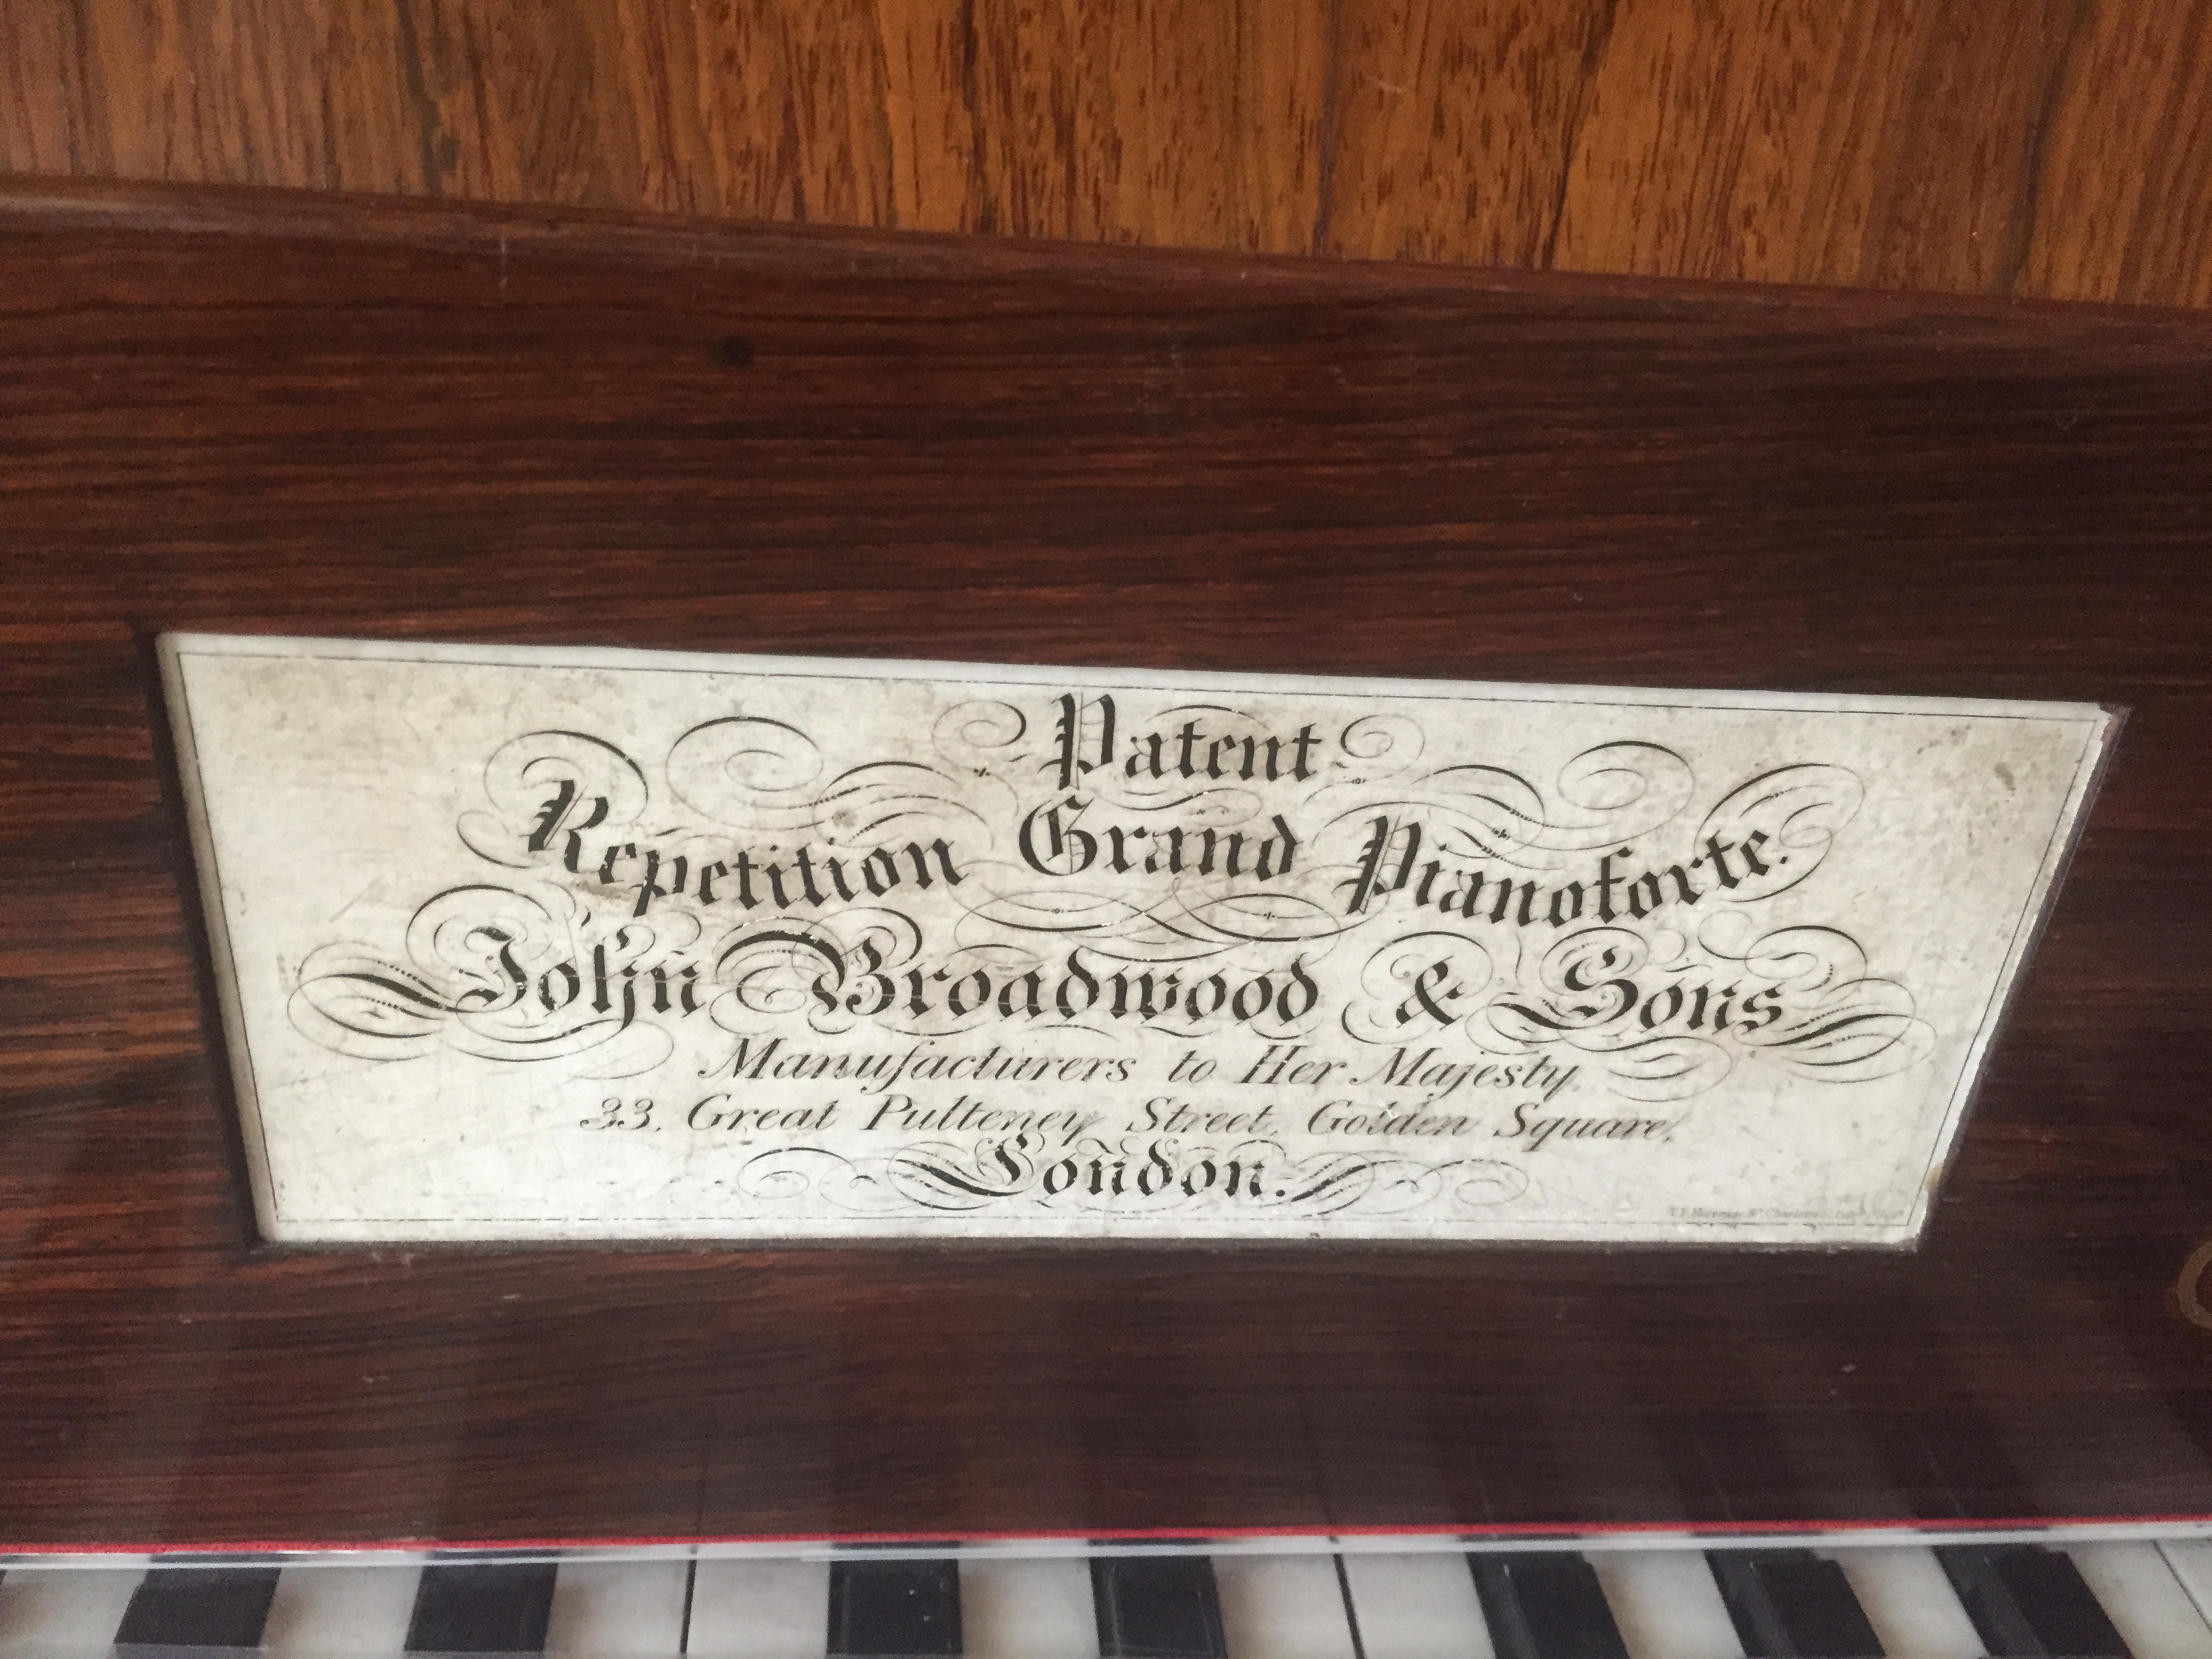 Patent
Repetition Grand Pianoforte.
John Broadwood & Sons
Manufacturers to Her Majesty,
33, Great Pulteney Street, Golden Square,
London.